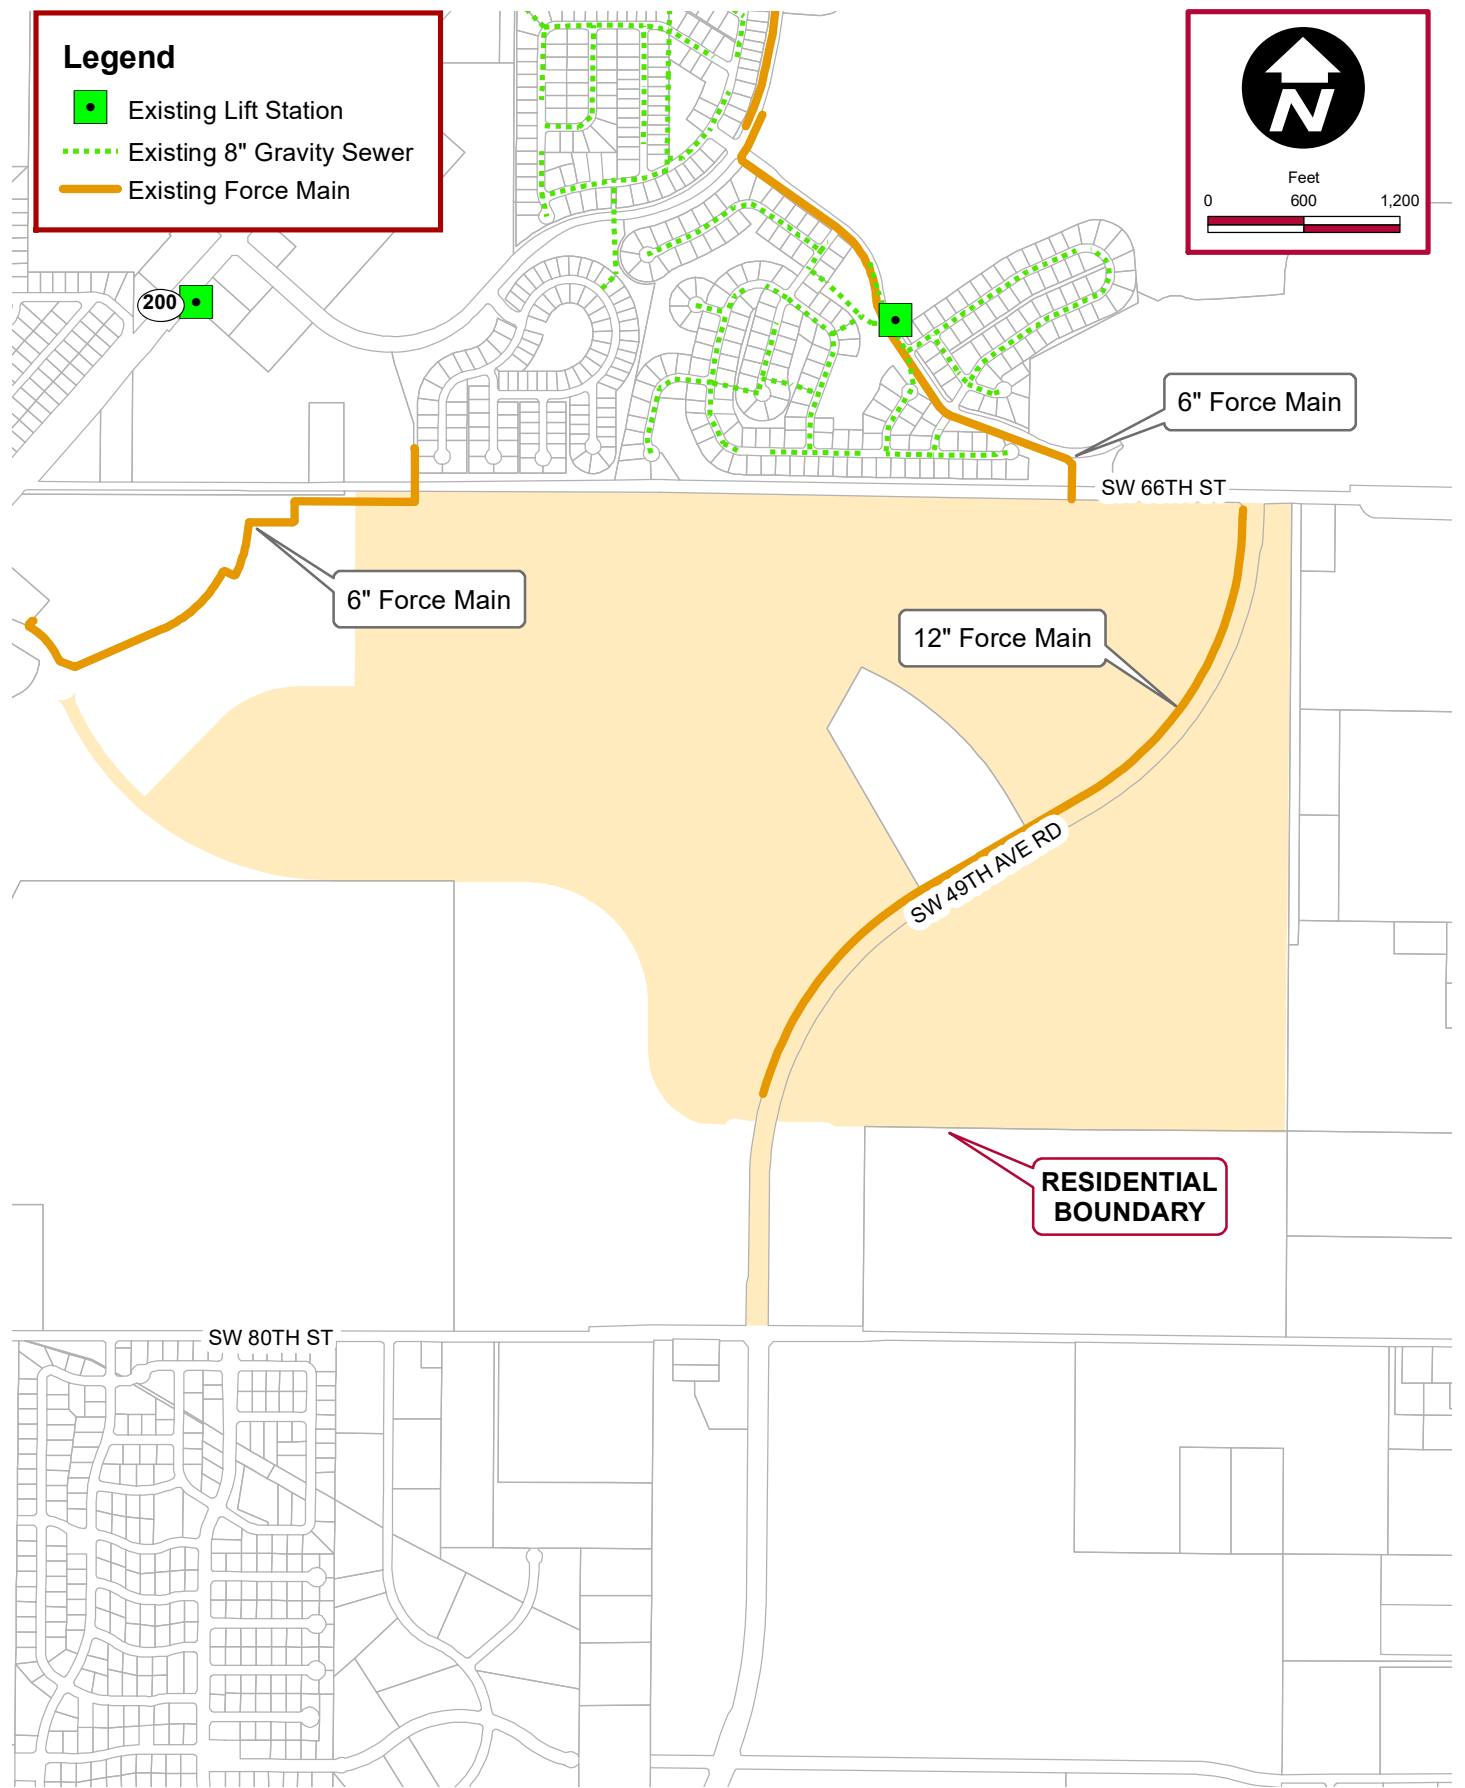 Legend
Existing Lift Station
Existing 8" Gravity Sewer
Existing Force Main
N
Feet
0 600 1,200
200
6" Force Main
SW 66TH ST
6" Force Main
12" Force Main
SW 49TH AVE RD
RESIDENTIAL
BOUNDARY
SW 80TH ST